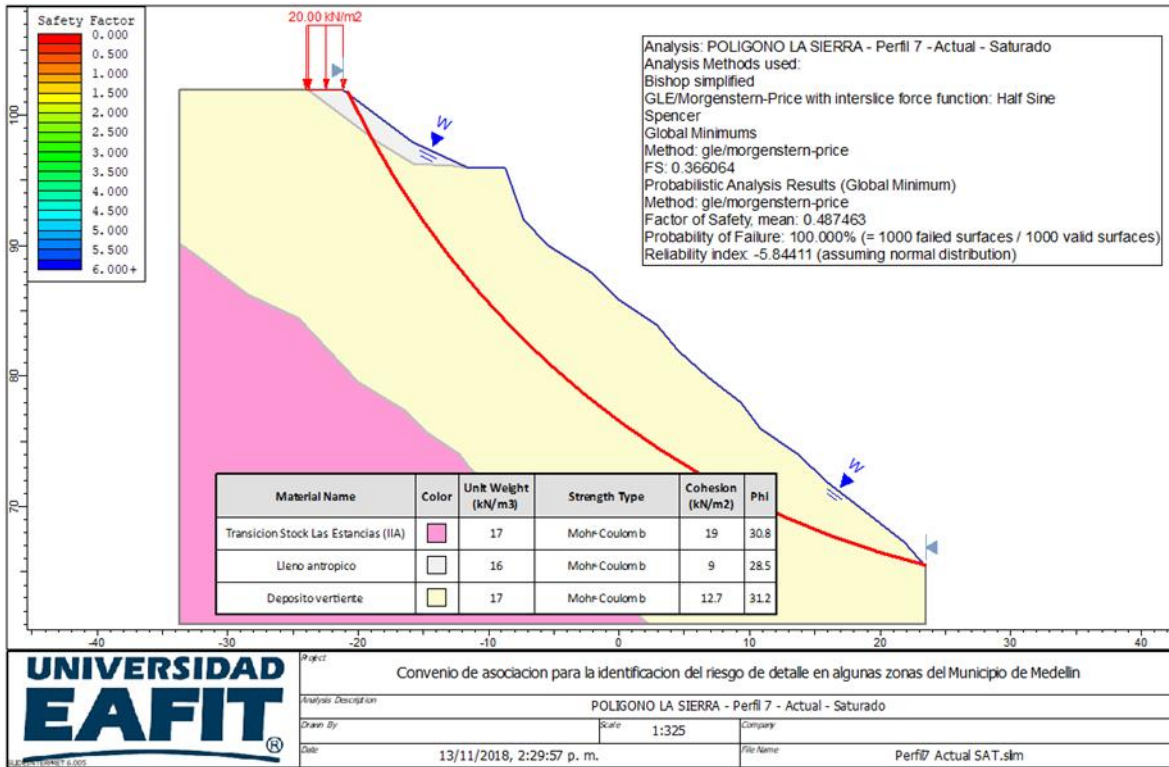 Safety Factor
0.000
0.500
1.000
1.500
2.000
2.500
3.000
3.500
4.000
4.500
5.000
5.500
6.000+
20.00 kN/m2
W
W
Analysis: POLIGONO LA SIERRA - Perfil 7 - Actual - Saturado
Analysis Methods used:
Bishop simplified
GLE/Morgenstern-Price with interslice force function: Half Sine
Spencer
Global Minimums
Method: gle/morgenstern-price
FS: 0.366064
Probabilistic Analysis Results (Global Minimum)
Method: gle/morgenstern-price
Factor of Safety, mean: 0.487463
Probability of Failure: 100.000% (= 1000 failed surfaces / 1000 valid surfaces)
Reliability index: -5.84411 (assuming normal distribution)
100
90
80
70
Material Name Color Unit Weight (kN/m3) Strength Type Cohesion (kN/m2) Phi
Transicion Stock Las Estancias (IIA) 17 Mohr-Coulomb 19 30.8
Lleno antropico 16 Mohr-Coulomb 9 28.5
Deposito vertiente 17 Mohr-Coulomb 12.7 31.2
-40 -30 -20 -10 0 10 20 30 40
UNIVERSIDAD
EAFIT®
SLIDEINTERPRET 6.005
Project
Convenio de asociacion para la identificacion del riesgo de detalle en algunas zonas del Municipio de Medellin
Analysis Description
POLIGONO LA SIERRA - Perfil 7 - Actual - Saturado
Drawn By
Scale 1:325
Company
Date 13/11/2018, 2:29:57 p. m.
File Name Perfil7 Actual SAT.slim